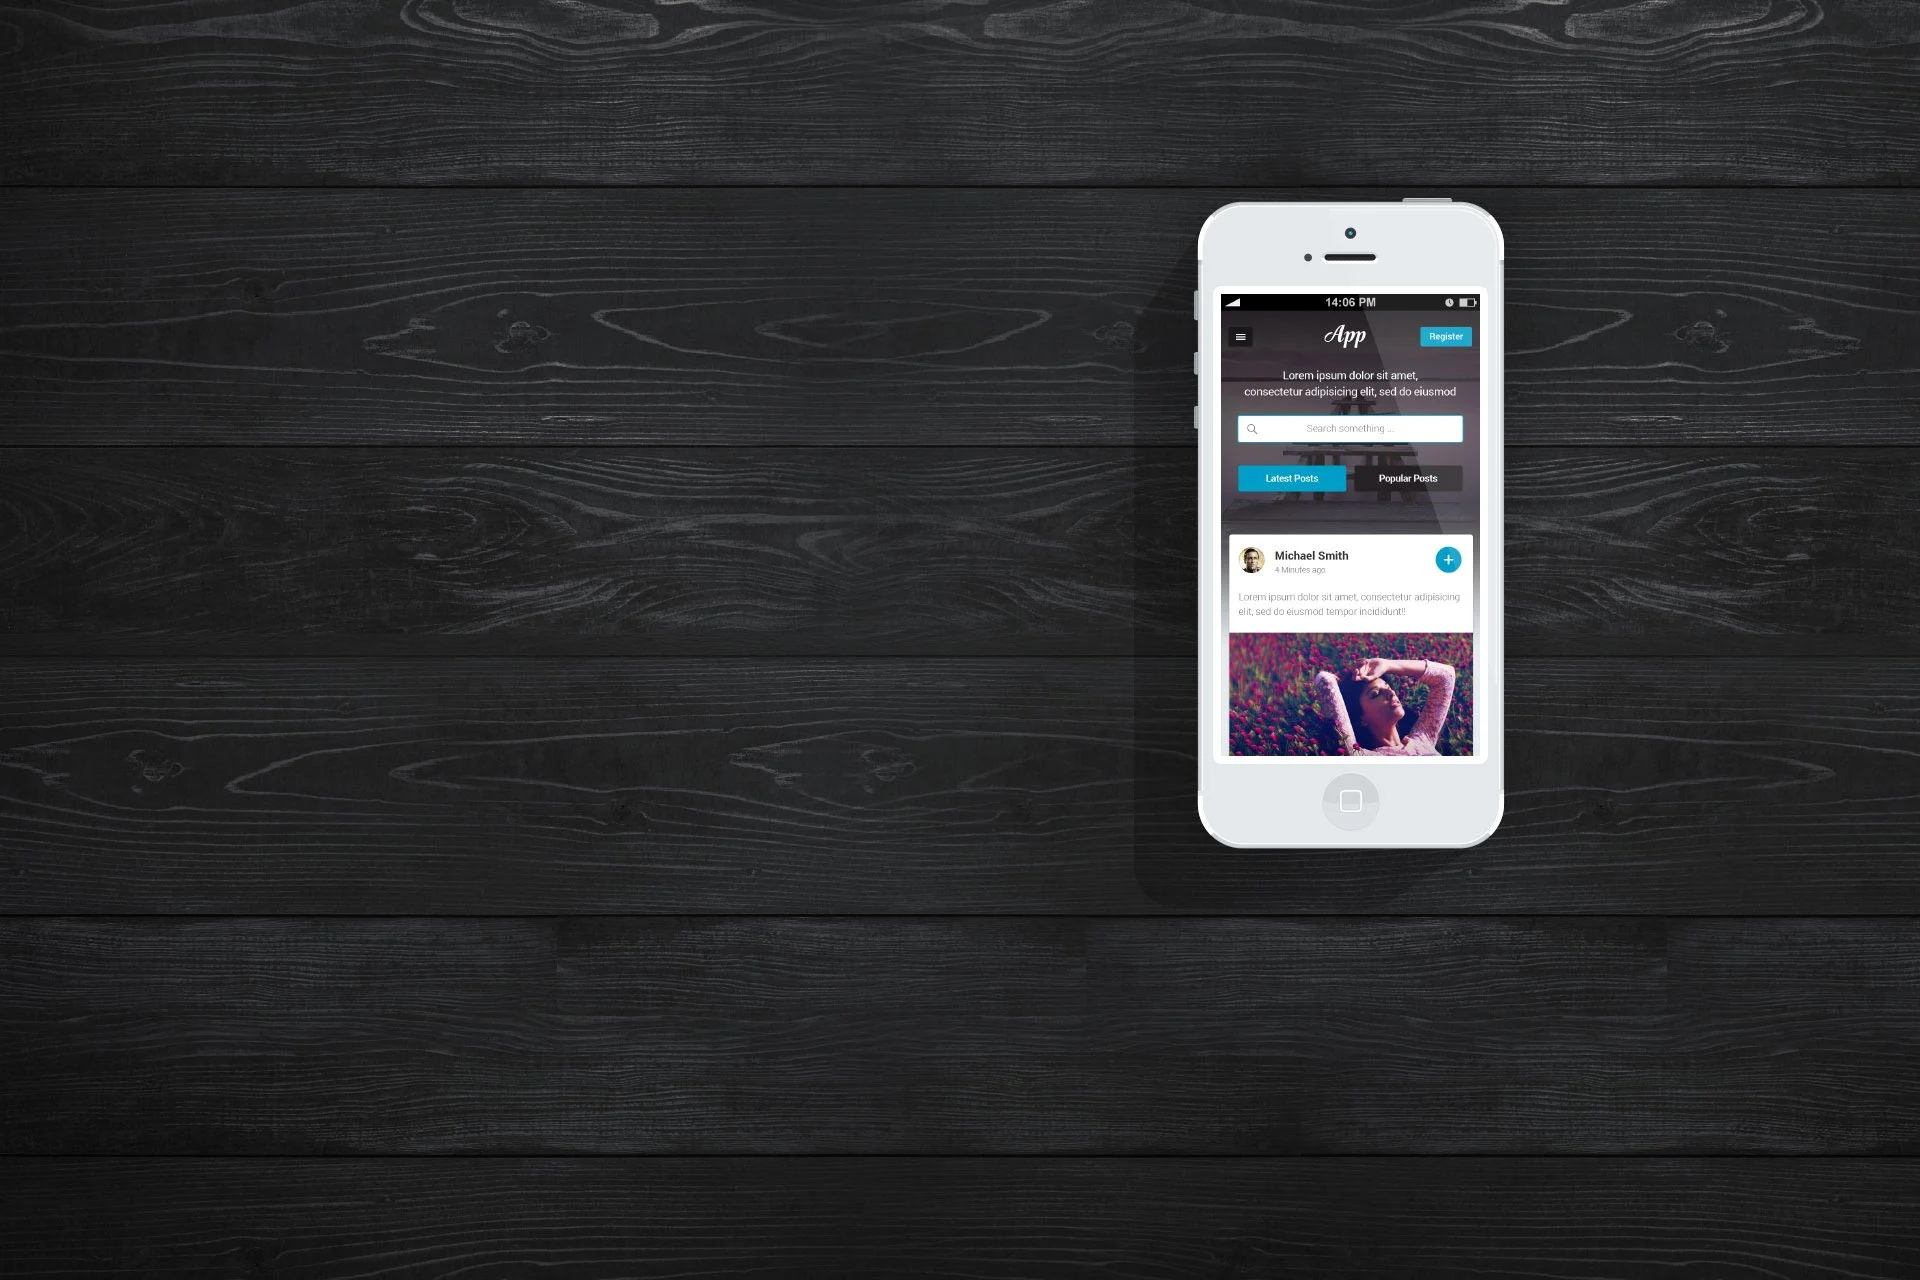 14:06 PM
App
Register
Lorem ipsum dolor sit amet,
consectetur adipisicing elit, sed do eiusmod
Search something ...
Latest Posts
Popular Posts
Michael Smith
4 Minutes ago
Lorem ipsum dolor sit amet, consectetur adipisicing
elit, sed do eiusmod tempor incididunt!!